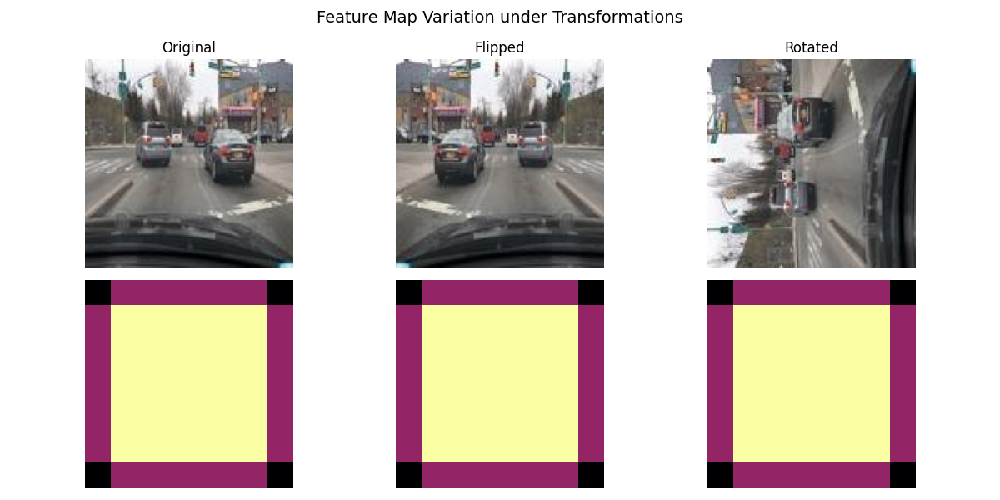 Feature Map Variation under Transformations
Original
Flipped
Rotated